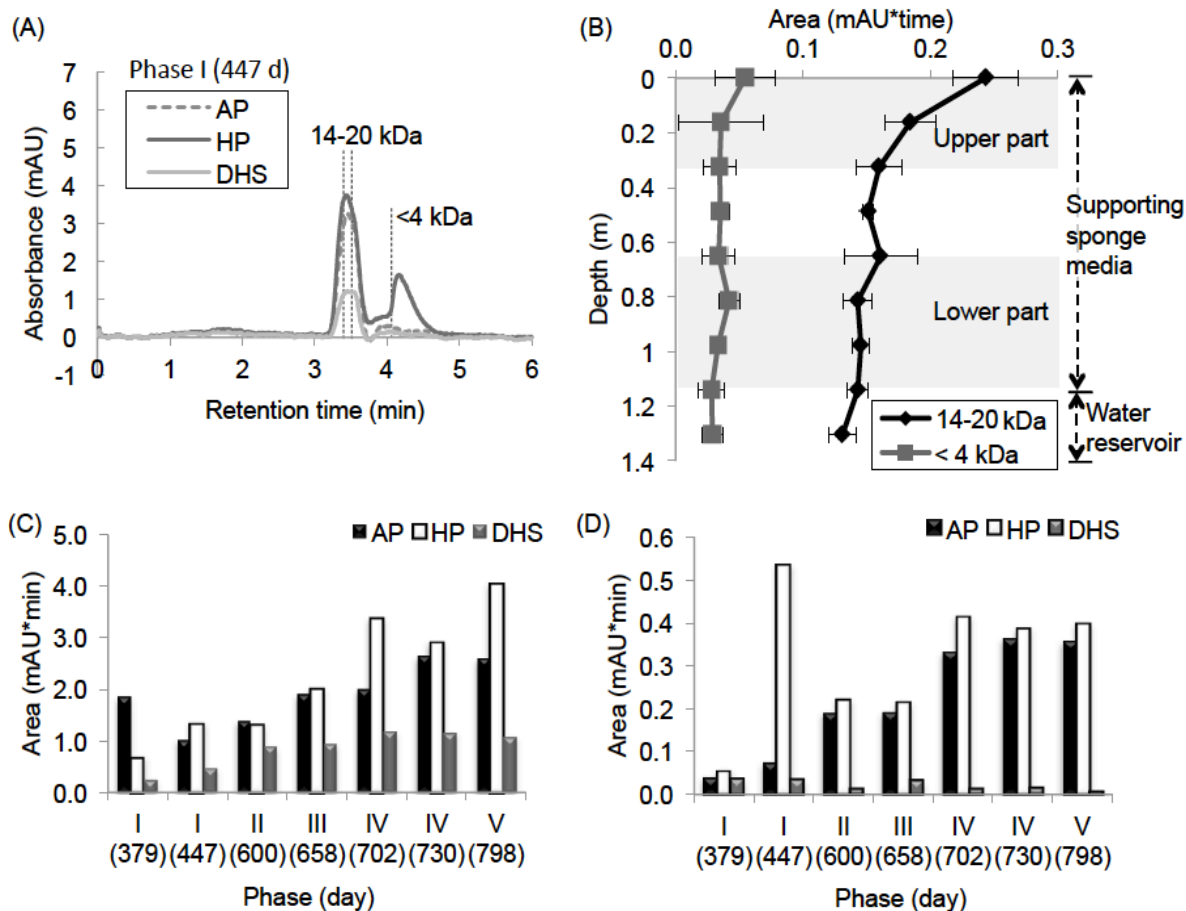 (A)
Phase I (447 d)
AP
HP
DHS
14-20 kDa
<4 kDa
7
6
5
4
3
2
1
0
-1
Absorbance (mAU)
0 1 2 3 4 5 6
Retention time (min)
(B)
Area (mAU*time)
0.0 0.1 0.2 0.3
0
0.2
0.4
0.6
0.8
1
1.2
1.4
Depth (m)
Upper part
Lower part
Supporting
sponge
media
Water
reservoir
14-20 kDa
< 4 kDa
(C)
AP HP DHS
5.0
4.0
3.0
2.0
1.0
0.0
Area (mAU*min)
I I II III IV IV V
(379) (447) (600) (658) (702) (730) (798)
Phase (day)
(D)
AP HP DHS
0.6
0.5
0.4
0.3
0.2
0.1
0.0
Area (mAU*min)
I I II III IV IV V
(379) (447) (600) (658) (702) (730) (798)
Phase (day)